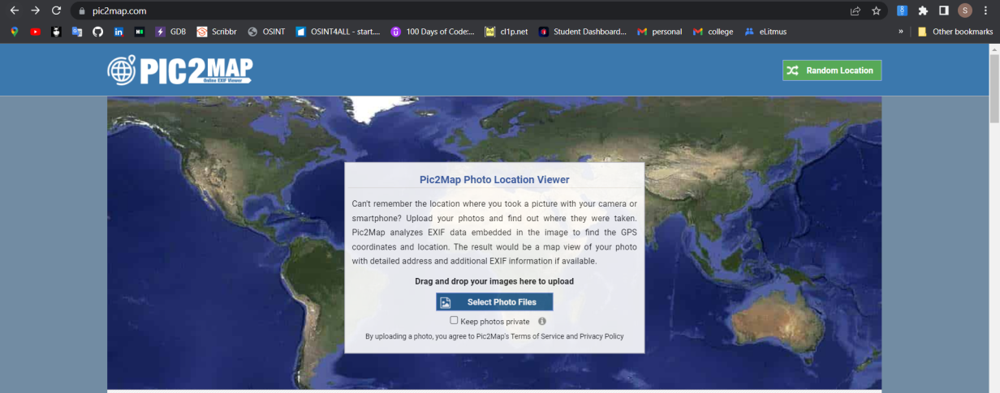 pic2map.com
S
GDB
Scribbr
OSINT
OSINT4ALL - start....
100 Days of Code:...
cl1p.net
Student Dashboard...
personal
college
eLitmus
»
Other bookmarks
PIC2MAP
Online EXIF Viewer
Random Location
Pic2Map Photo Location Viewer
Can't remember the location where you took a picture with your camera or
smartphone? Upload your photos and find out where they were taken.
Pic2Map analyzes EXIF data embedded in the image to find the GPS
coordinates and location. The result would be a map view of your photo
with detailed address and additional EXIF information if available.
Drag and drop your images here to upload
Select Photo Files
Keep photos private
By uploading a photo, you agree to Pic2Map's Terms of Service and Privacy Policy